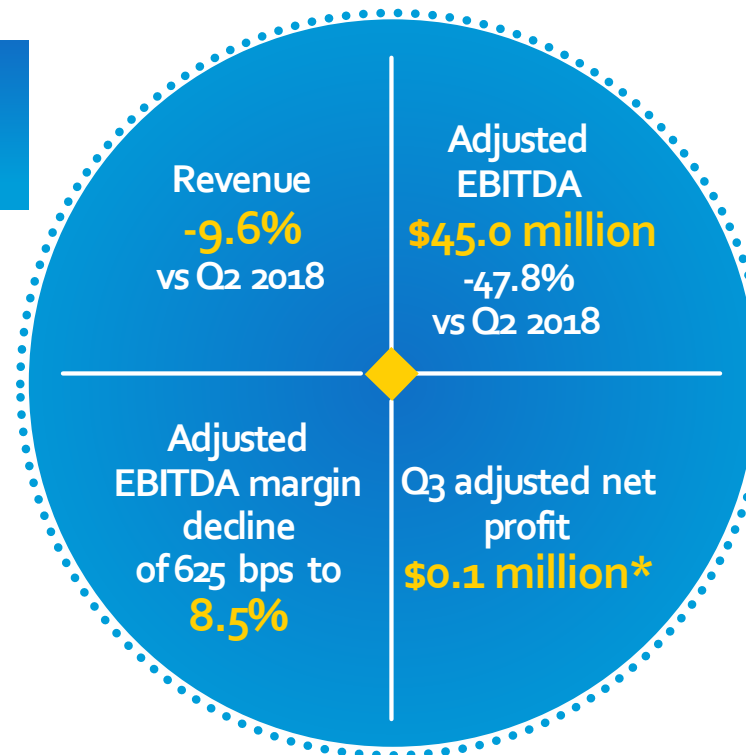 Revenue
-9.6%
vs Q2 2018
Adjusted
EBITDA
$45.0 million
-47.8%
vs Q2 2018
Adjusted
EBITDA margin
decline
of 625 bps to
8.5%
Q3 adjusted net
profit
$0.1 million*